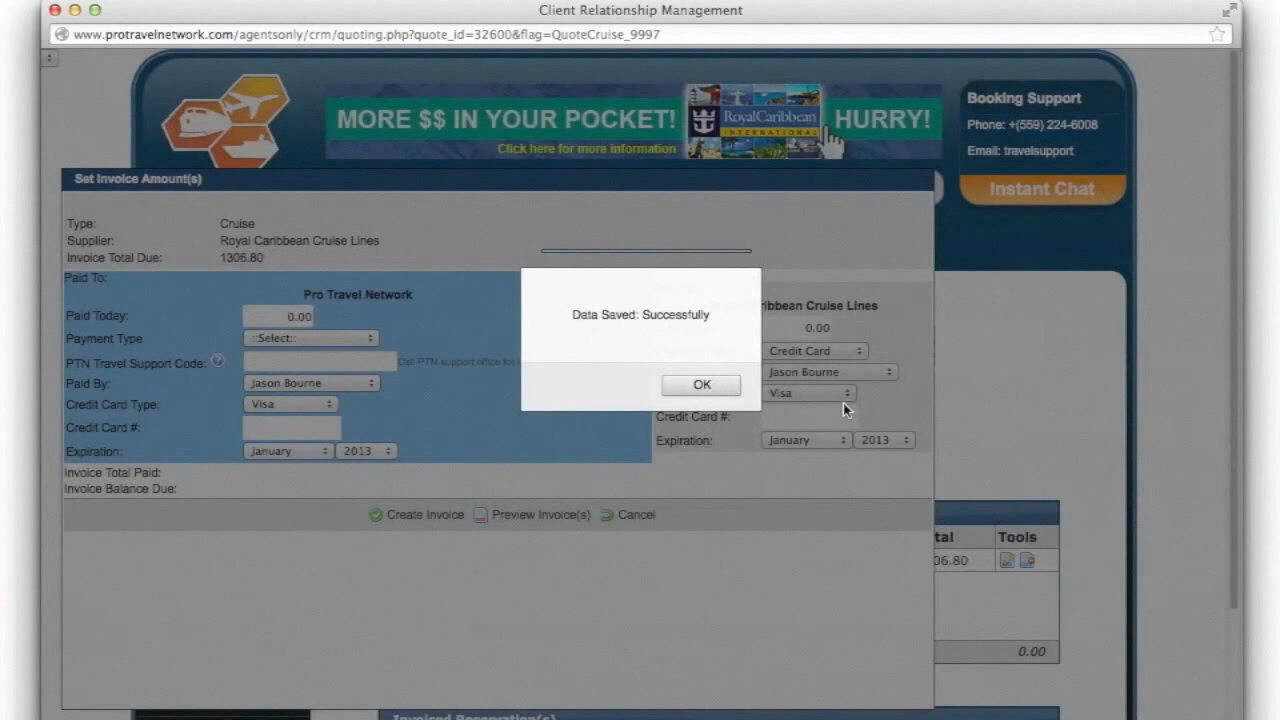 Client Relationship Management
www.protravelnetwork.com/agentsonly/crm/quoting.php?quote_id=32600&flag=QuoteCruise_9997
MORE $$ IN YOUR POCKET!
RoyalCaribbean
INTERNATIONAL
HURRY!
Click here for more information
Booking Support
Phone: +(559) 224-6008
Email: travelsupport
Instant Chat
Set Invoice Amount(s)
Type: Cruise
Supplier: Royal Caribbean Cruise Lines
Invoice Total Due: 1306.80
Paid To:
Pro Travel Network
ibbean Cruise Lines
Paid Today: 0.00
0.00
Payment Type ::Select::
Credit Card
PTN Travel Support Code: ? Call PTN support office for
Jason Bourne
Paid By: Jason Bourne
Visa
Credit Card Type: Visa
Credit Card #:
Credit Card #:
Expiration: January 2013
Expiration: January 2013
Data Saved: Successfully
OK
Invoice Total Paid:
Invoice Balance Due:
Create Invoice Preview Invoice(s) Cancel
tal Tools
06.80
0.00
Invoiced Reservation(s)